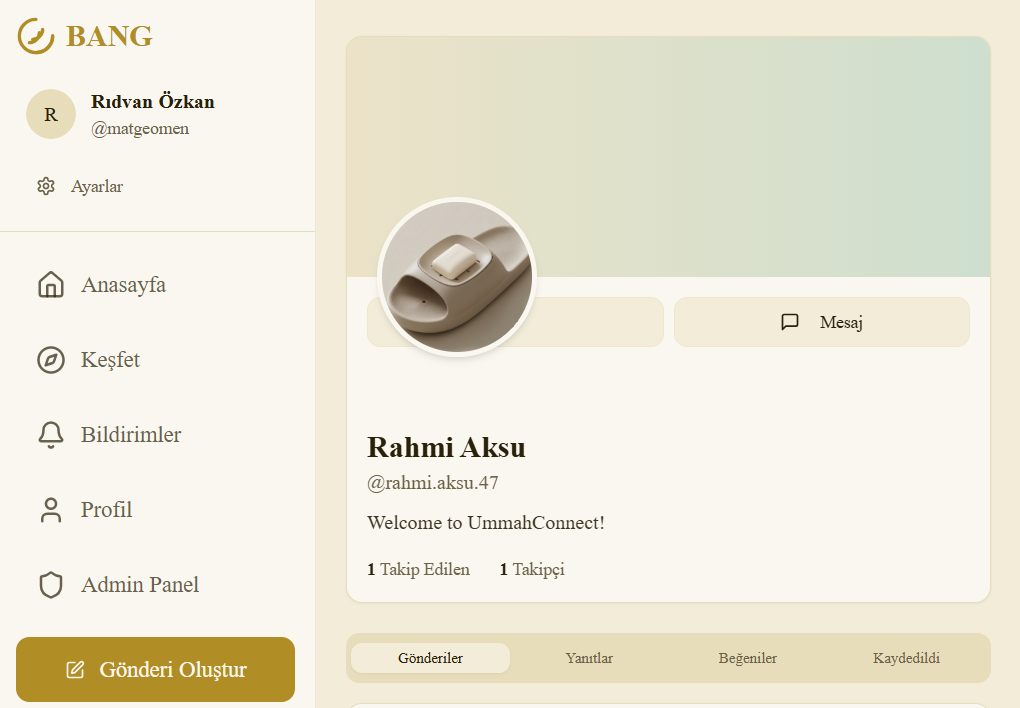 BANG
R
Rıdvan Özkan
@matgeomen
Ayarlar
Anasayfa
Keşfet
Bildirimler
Profil
Admin Panel
Gönderi Oluştur
Mesaj
Rahmi Aksu
@rahmi.aksu.47
Welcome to UmmahConnect!
1 Takip Edilen 1 Takipçi
Gönderiler Yanıtlar Beğeniler Kaydedildi